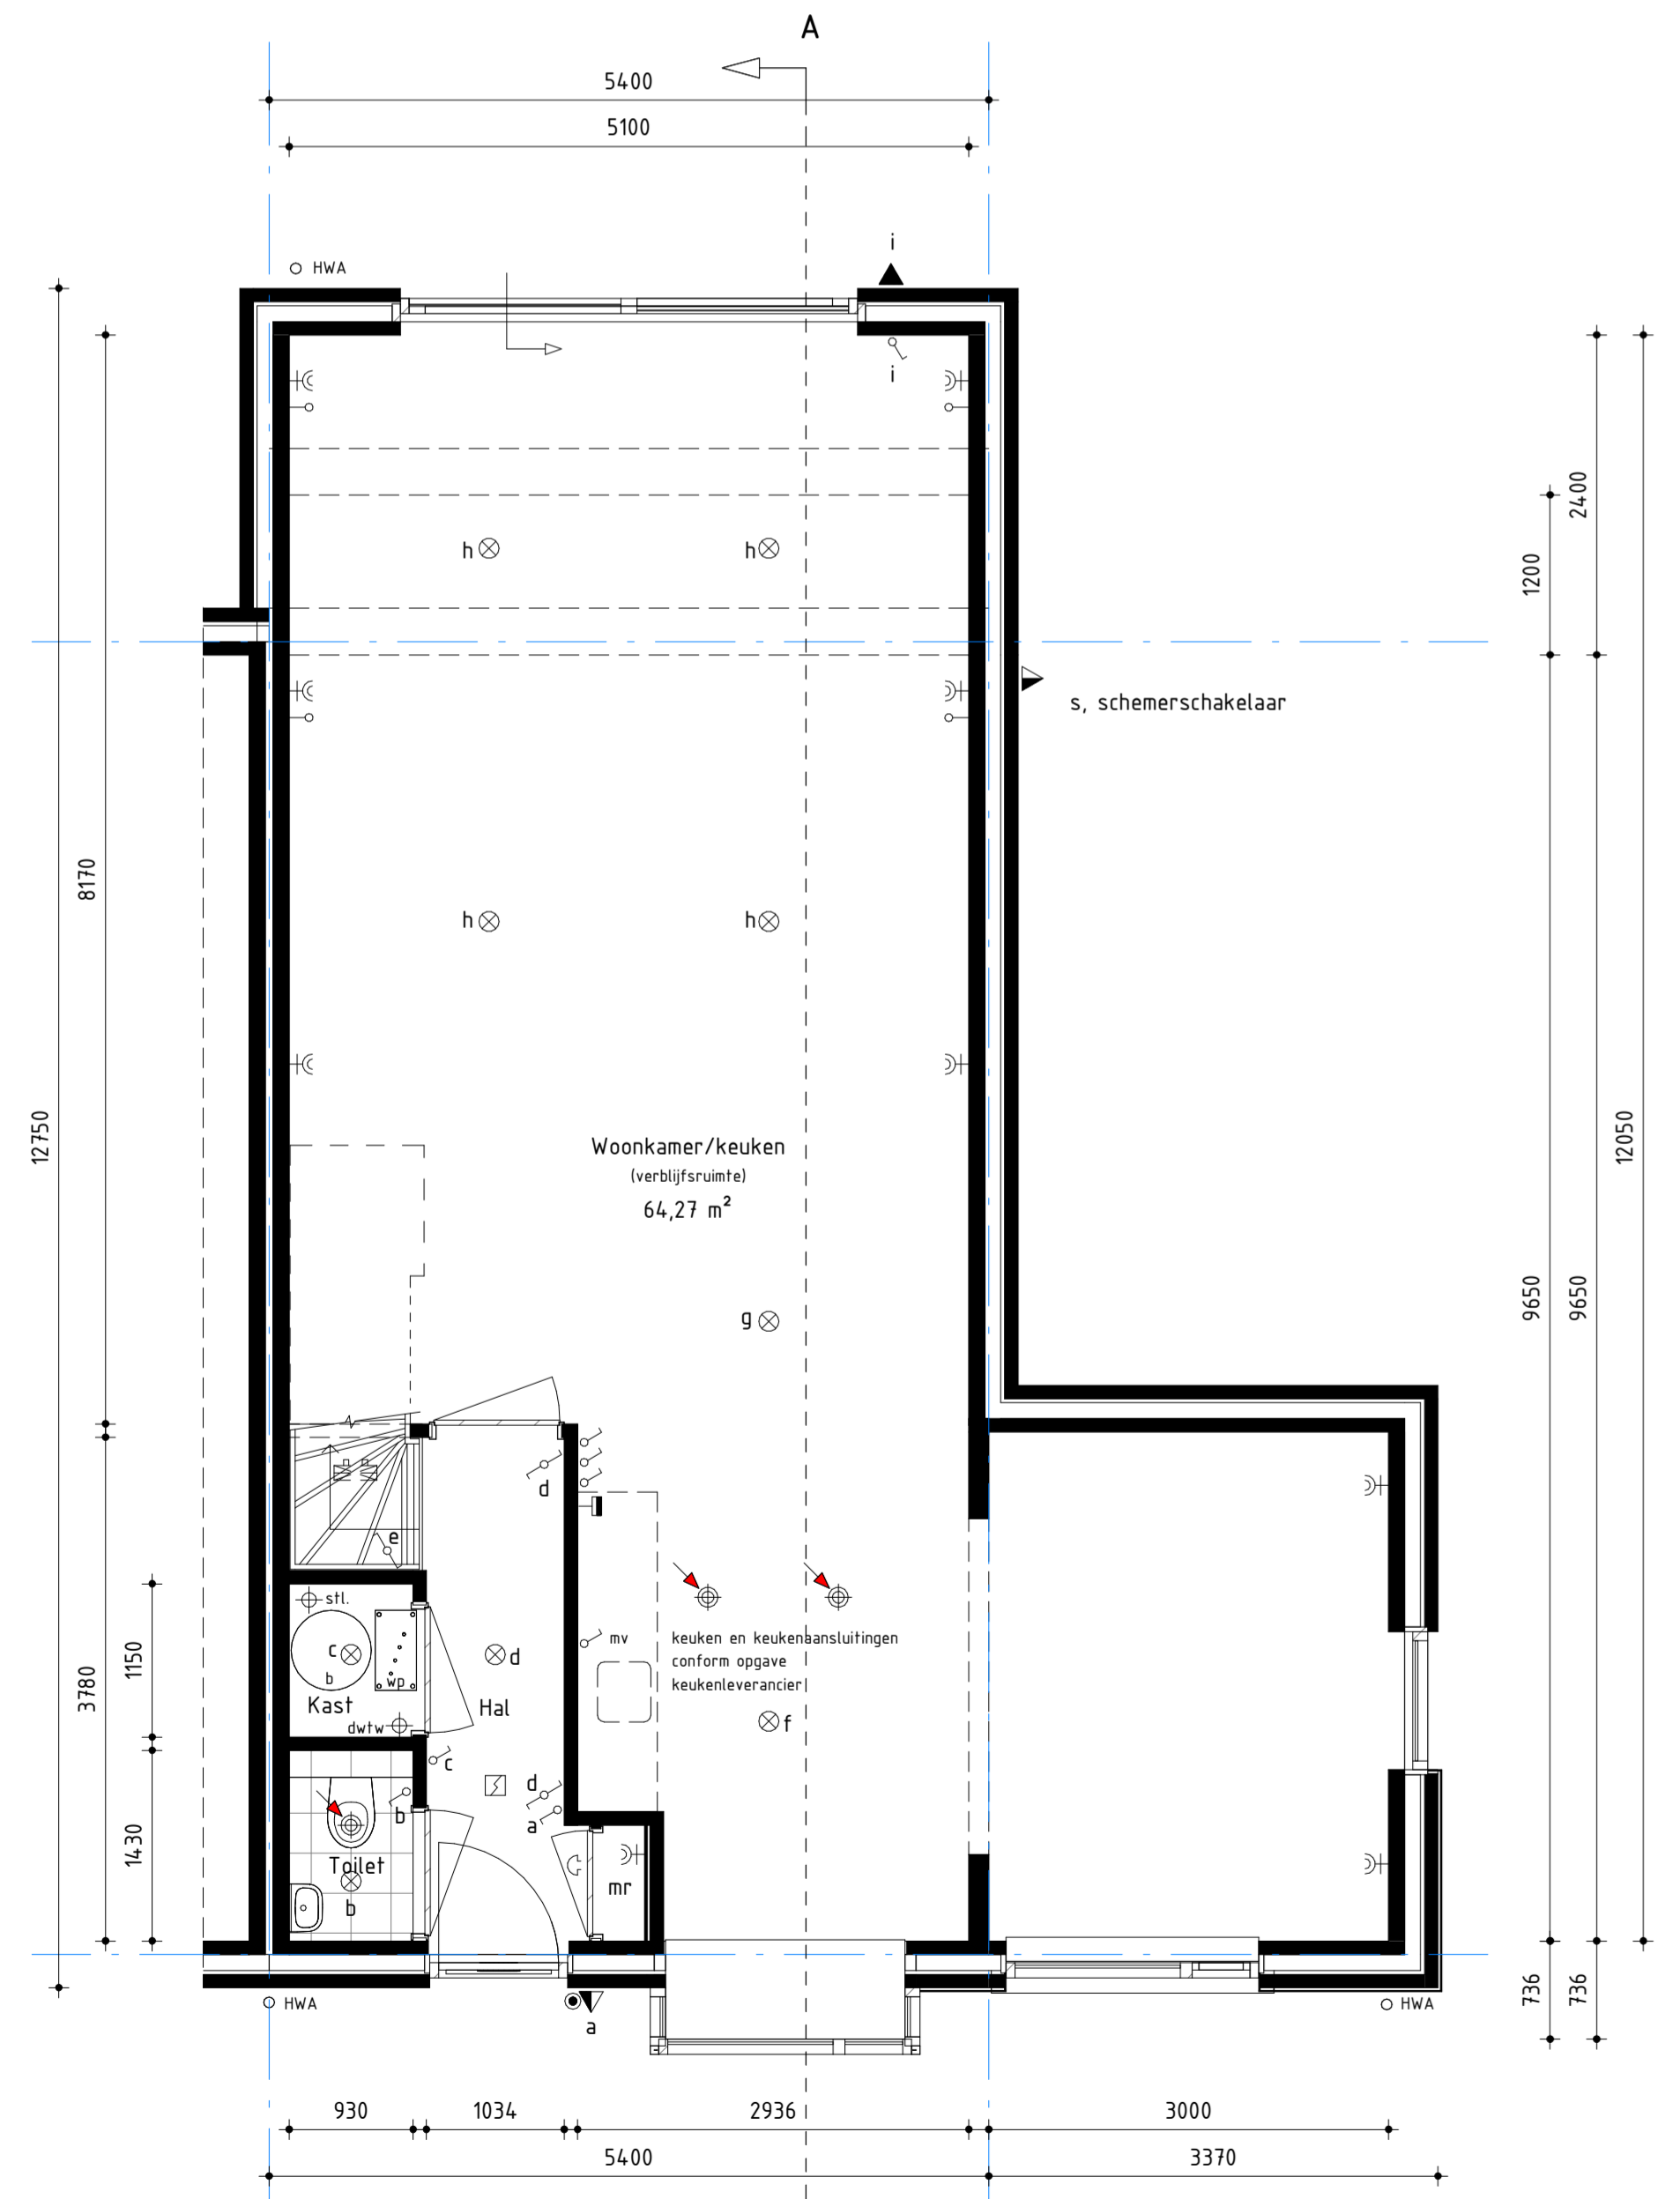 A
5400
5100
i
HWA
i
2400
1200
h
h
s, schemerschakelaar
8170
h
h
12750
12050
Woonkamer/keuken
(verblijfsruimte)
64,27 m²
9650
9650
g
d
e
stl.
c
b
wp
Kast
dwtw
1150
3780
d
Hal
mv
keuken en keukenaansluitingen
conform opgave
keukenleverancier
f
c
d
a
b
1430
Toilet
b
mr
HWA
a
HWA
736
736
930
1034
2936
3000
5400
3370